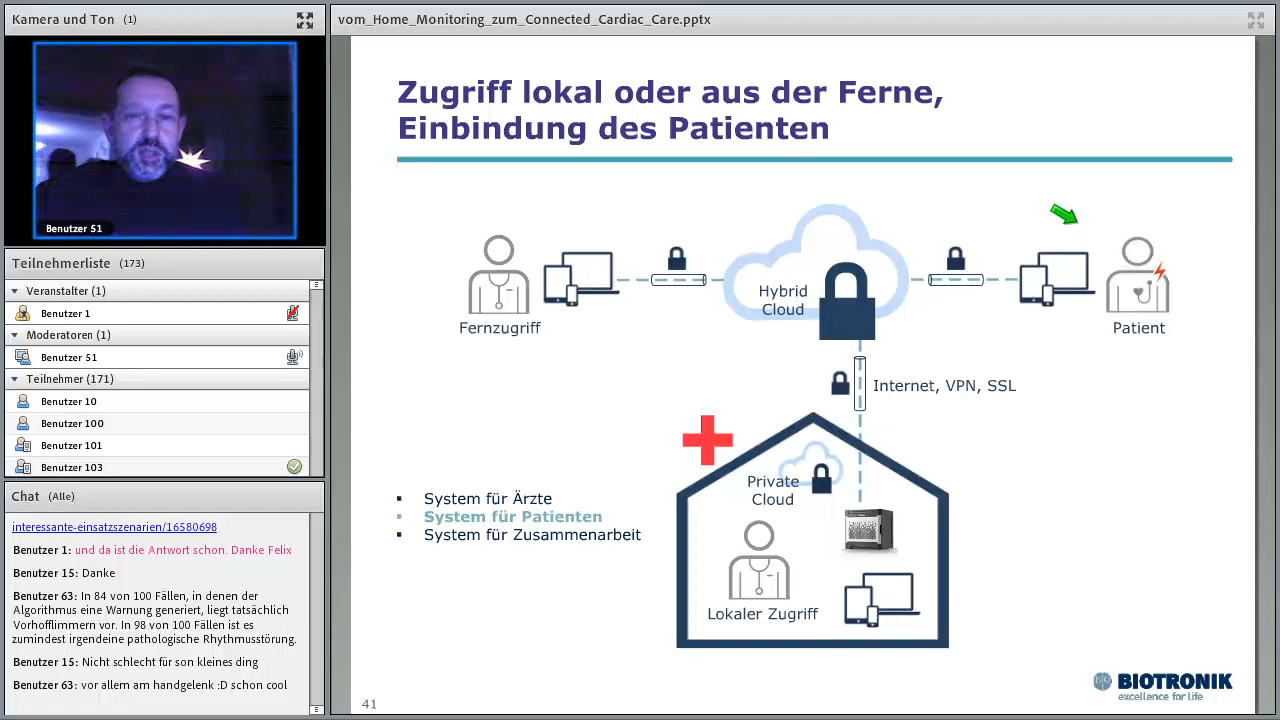 Kamera und Ton (1)
Benutzer 51
Teilnehmerliste (173)
Veranstalter (1)
Benutzer 1
Moderatoren (1)
Benutzer 51
Teilnehmer (171)
Benutzer 10
Benutzer 100
Benutzer 101
Benutzer 103
Chat (Alle)
interessante-einsatzszenarien/16580698
Benutzer 1: und da ist die Antwort schon. Danke Felix
Benutzer 15: Danke
Benutzer 63: In 84 von 100 Fällen, in denen der
Algorithmus eine Warnung generiert, liegt tatsächlich
Vorhofflimmern vor. In 98 von 100 Fällen ist es
zumindest irgendeine pathologische Rhythmusstörung.
Benutzer 15: Nicht schlecht für son kleines ding
Benutzer 63: vor allem am handgelenk :D schon cool
vom_Home_Monitoring_zum_Connected_Cardiac_Care.pptx
Zugriff lokal oder aus der Ferne,
Einbindung des Patienten
Fernzugriff
Hybrid
Cloud
Patient
Internet, VPN, SSL
Private
Cloud
Lokaler Zugriff
▪ System für Ärzte
▪ System für Patienten
▪ System für Zusammenarbeit
41
BIOTRONIK
excellence for life